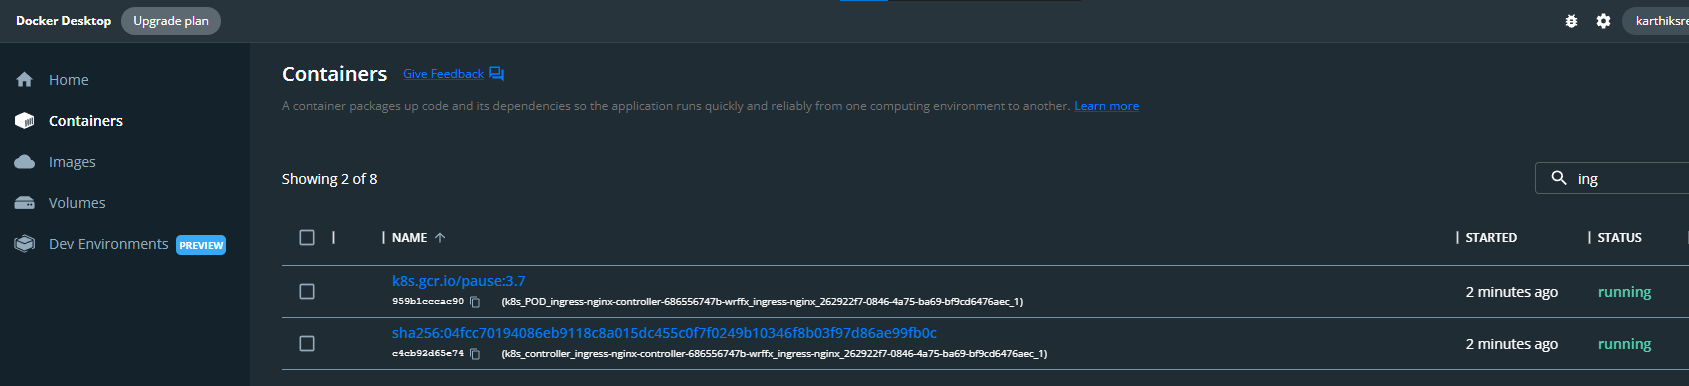 Docker Desktop Upgrade plan karthiksre
Home
Containers
Images
Volumes
Dev Environments PREVIEW
Containers Give Feedback
A container packages up code and its dependencies so the application runs quickly and reliably from one computing environment to another. Learn more
Showing 2 of 8
ing
NAME STARTED STATUS
k8s.gcr.io/pause:3.7
959b1cccac90 (k8s_POD_ingress-nginx-controller-686556747b-wrffx_ingress-nginx_262922f7-0846-4a75-ba69-bf9cd6476aec_1)
2 minutes ago running
sha256:04fcc70194086eb9118c8a015dc455c0f7f0249b10346f8b03f97d86ae99fb0c
c4cb92d65e74 (k8s_controller_ingress-nginx-controller-686556747b-wrffx_ingress-nginx_262922f7-0846-4a75-ba69-bf9cd6476aec_1)
2 minutes ago running